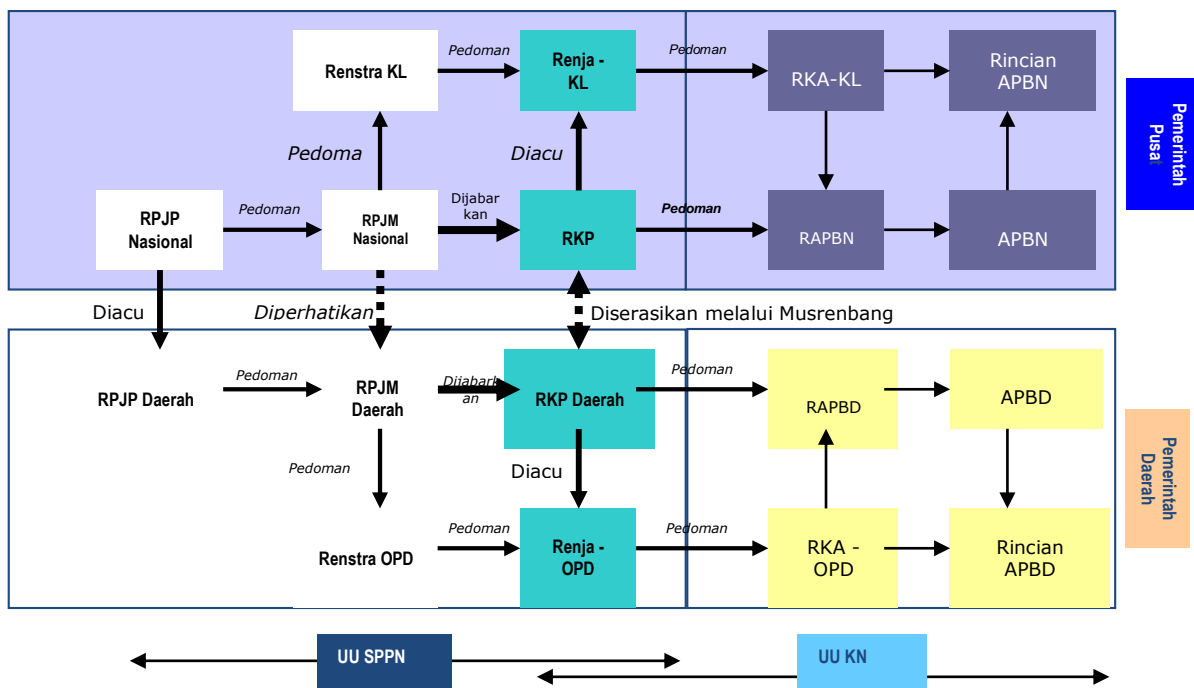 Pedoman
Pedoman
Renstra KL
Renja -
KL
RKA-KL
Rincian
APBN
Pemerintah
Pusat
Pedoma
Diacu
RPJP
Nasional
Pedoman
RPJM
Nasional
Dijabar
kan
RKP
Pedoman
RAPBN
APBN
Diacu
Diperhatikan
Diserasikan melalui Musrenbang
RPJP Daerah
Pedoman
RPJM
Daerah
Dijabark
an
RKP Daerah
Pedoman
RAPBD
APBD
Pemerintah
Daerah
Pedoman
Diacu
Renstra OPD
Pedoman
Renja -
OPD
Pedoman
RKA -
OPD
Rincian
APBD
UU SPPN
UU KN